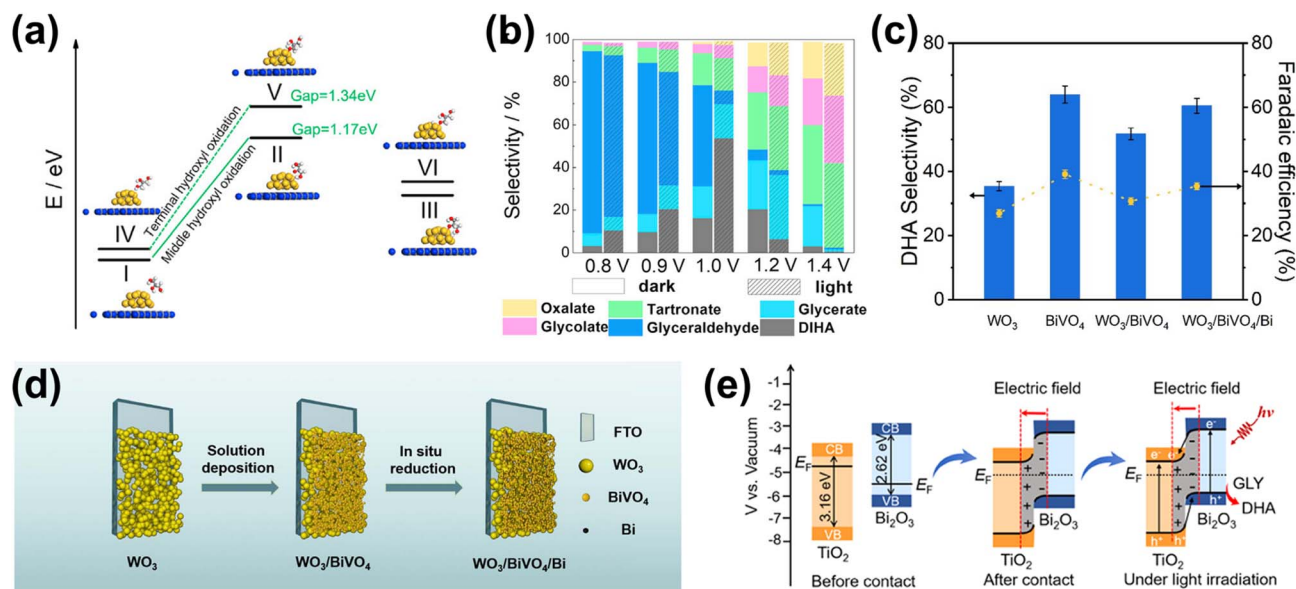 (a)
E / eV
V
Gap=1.34eV
Gap=1.17eV
II
Terminal hydroxyl oxidation
Middle hydroxyl oxidation
IV
I
VI
III
(b)
Selectivity / %
100
80
60
40
20
0
0.8 V 0.9 V 1.0 V 1.2 V 1.4 V
dark light
Oxalate Tartronate Glycerate
Glycolate Glyceraldehyde DIHA
(c)
DHA Selectivity (%)
80
60
40
20
0
WO₃ BiVO₄ WO₃/BiVO₄ WO₃/BiVO₄/Bi
80
60
40
20
0
Faradaic efficiency (%)
(d)
Solution
deposition
In situ
reduction
WO₃
WO₃/BiVO₄
WO₃/BiVO₄/Bi
FTO
WO₃
BiVO₄
Bi
(e)
V vs. Vacuum
-1
-2
-3
-4
-5
-6
-7
-8
CB
EF
3.16 eV
VB
TiO₂
CB
2.62 eV
EF
VB
Bi₂O₃
Before contact
Electric field
EF
+ + + + +
- - - -
Bi₂O₃
TiO₂
After contact
Electric field
hν
e⁻
e⁻ e⁻
EF
+ + + +
- - - -
GLY
DHA
h⁺
Bi₂O₃
h⁺ h⁺
TiO₂
Under light irradiation